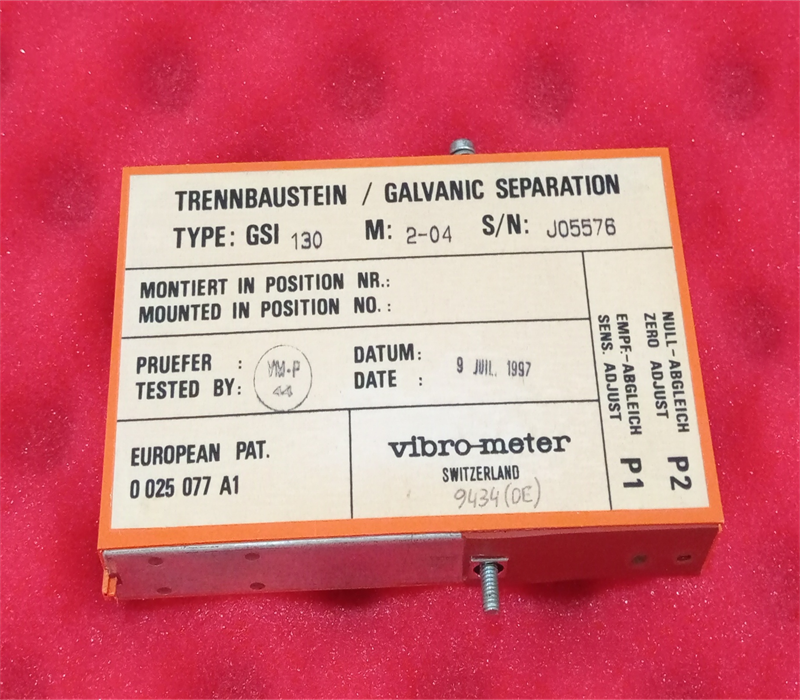 TRENNBAUSTEIN / GALVANIC SEPARATION
TYPE: GSI 130 M: 2-04 S/N: J05576
MONTIERT IN POSITION NR.:
MOUNTED IN POSITION NO.:
PRUEFER :
TESTED BY:
VM-P
44
DATUM:
DATE :
9 JUIL. 1997
NULL-ABGLEICH
ZERO ADJUST
P2
EMPF.-ABGLEICH
SENS. ADJUST
P1
EUROPEAN PAT.
0 025 077 A1
vibro-meter
SWITZERLAND
9434 (DE)